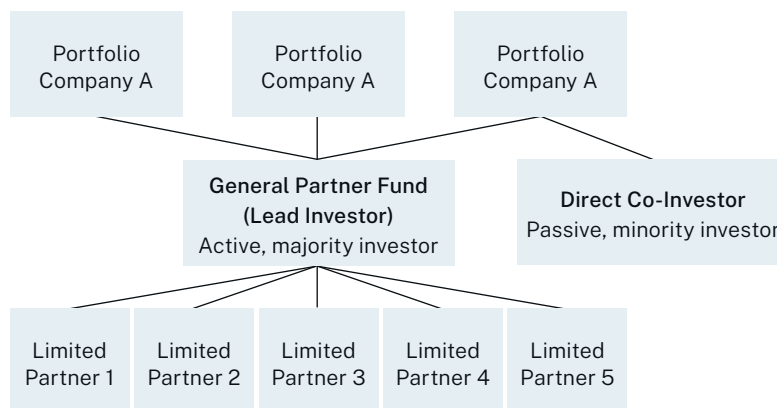 Portfolio
Company A
Portfolio
Company A
Portfolio
Company A
General Partner Fund
(Lead Investor)
Active, majority investor
Direct Co-Investor
Passive, minority investor
Limited
Partner 1
Limited
Partner 2
Limited
Partner 3
Limited
Partner 4
Limited
Partner 5